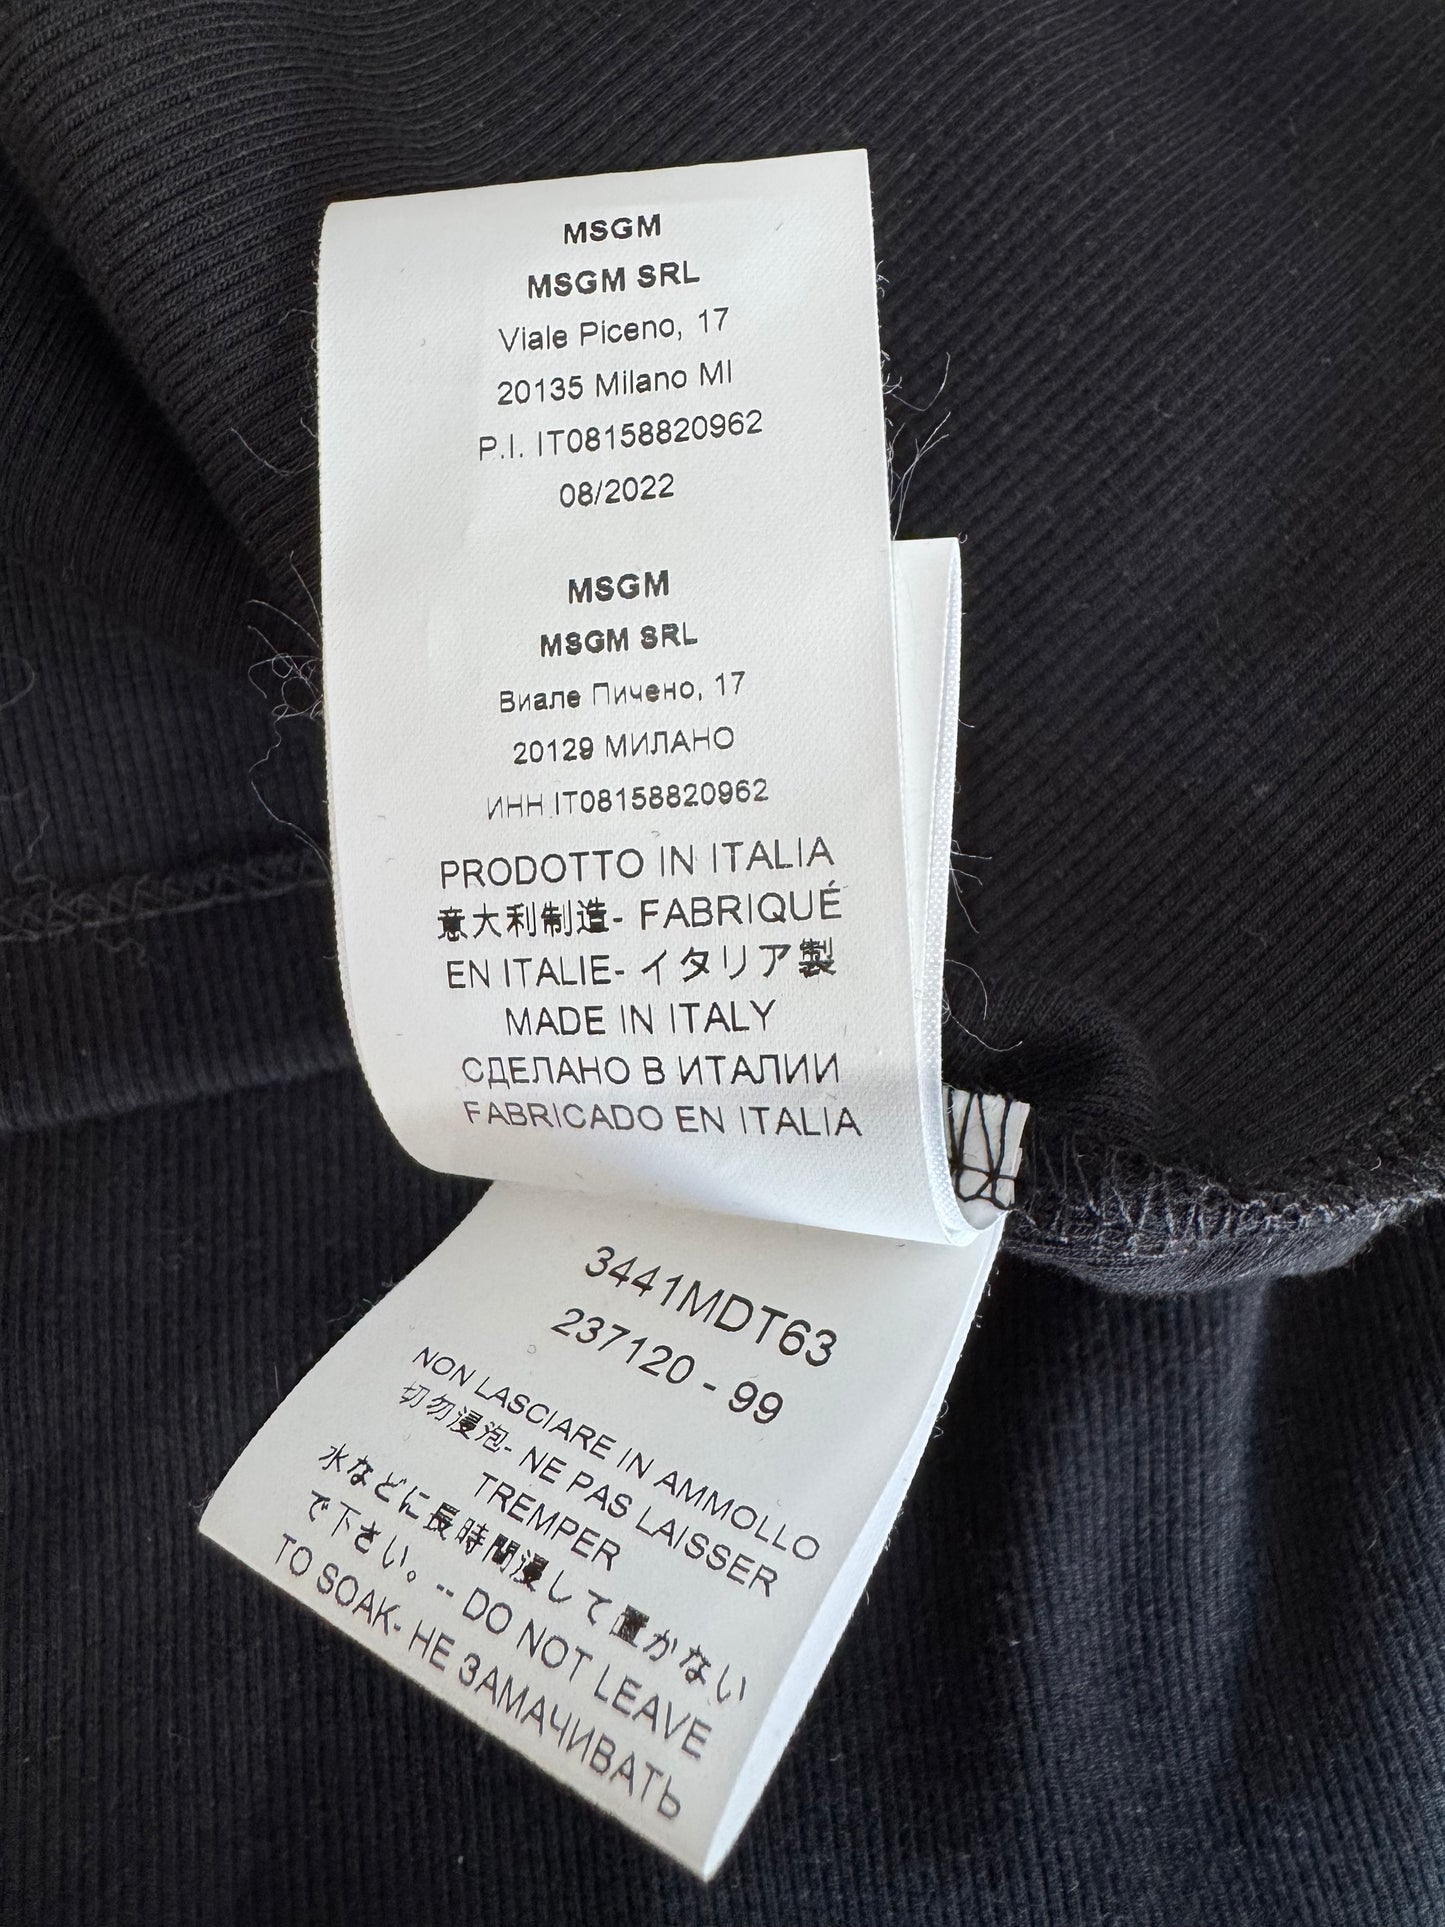 MSGM
MSGM SRL
Viale Piceno, 17
20135 Milano MI
P.I. IT08158820962
08/2022
MSGM
MSGM SRL
Виале Пичено, 17
20129 МИЛАНО
ИНН IT08158820962
PRODOTTO IN ITALIA
意大利制造- FABRIQUÉ
EN ITALIE- イタリア製
MADE IN ITALY
СДЕЛАНО В ИТАЛИИ
FABRICADO EN ITALIA
3441MDT63
237120 - 99
NON LASCIARE IN AMMOLLO
切勿浸泡- NE PAS LAISSER
TREMPER
水などに長時間浸して置かない
で下さい。-- DO NOT LEAVE
TO SOAK- НЕ ЗАМАЧИВАТЬ